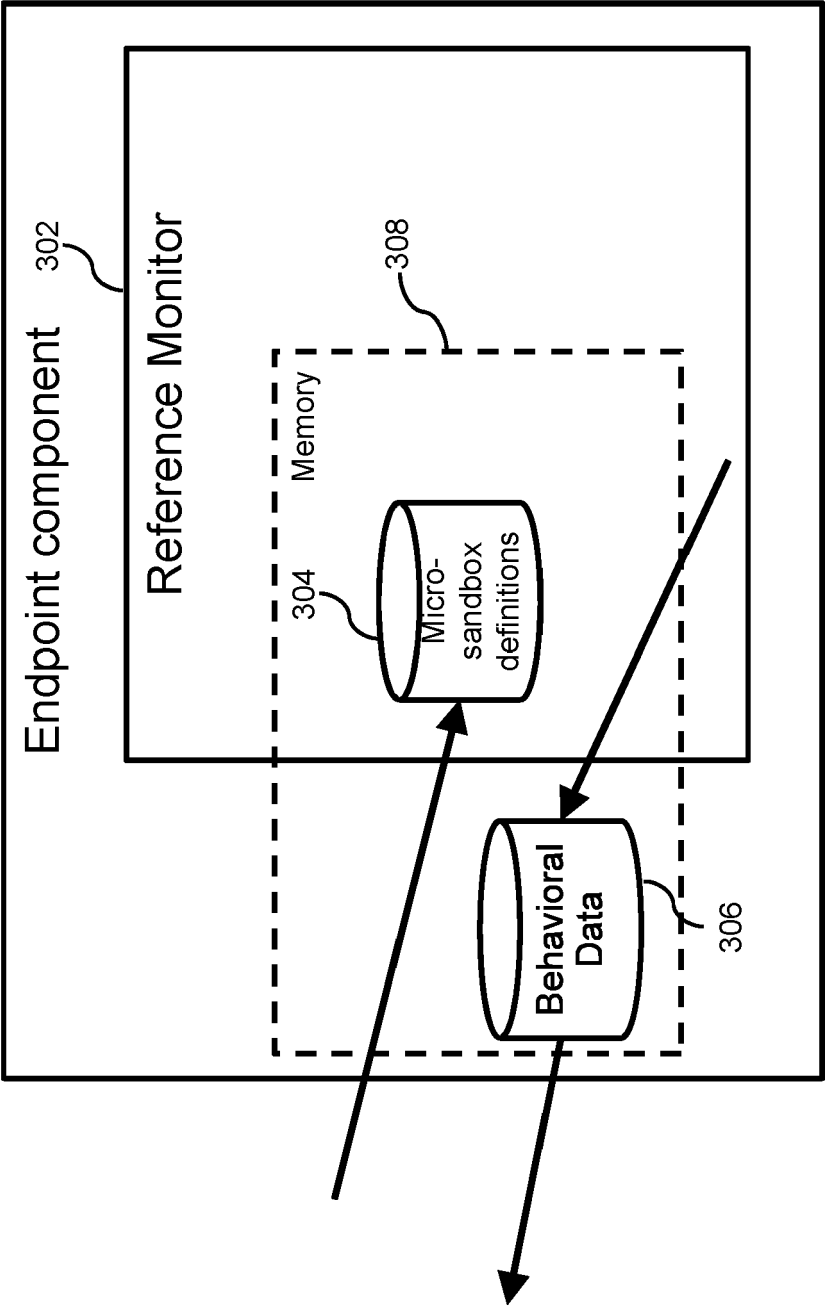 Endpoint component
302
Reference Monitor
308
Memory
304
Micro-
sandbox
definitions
Behavioral
Data
306